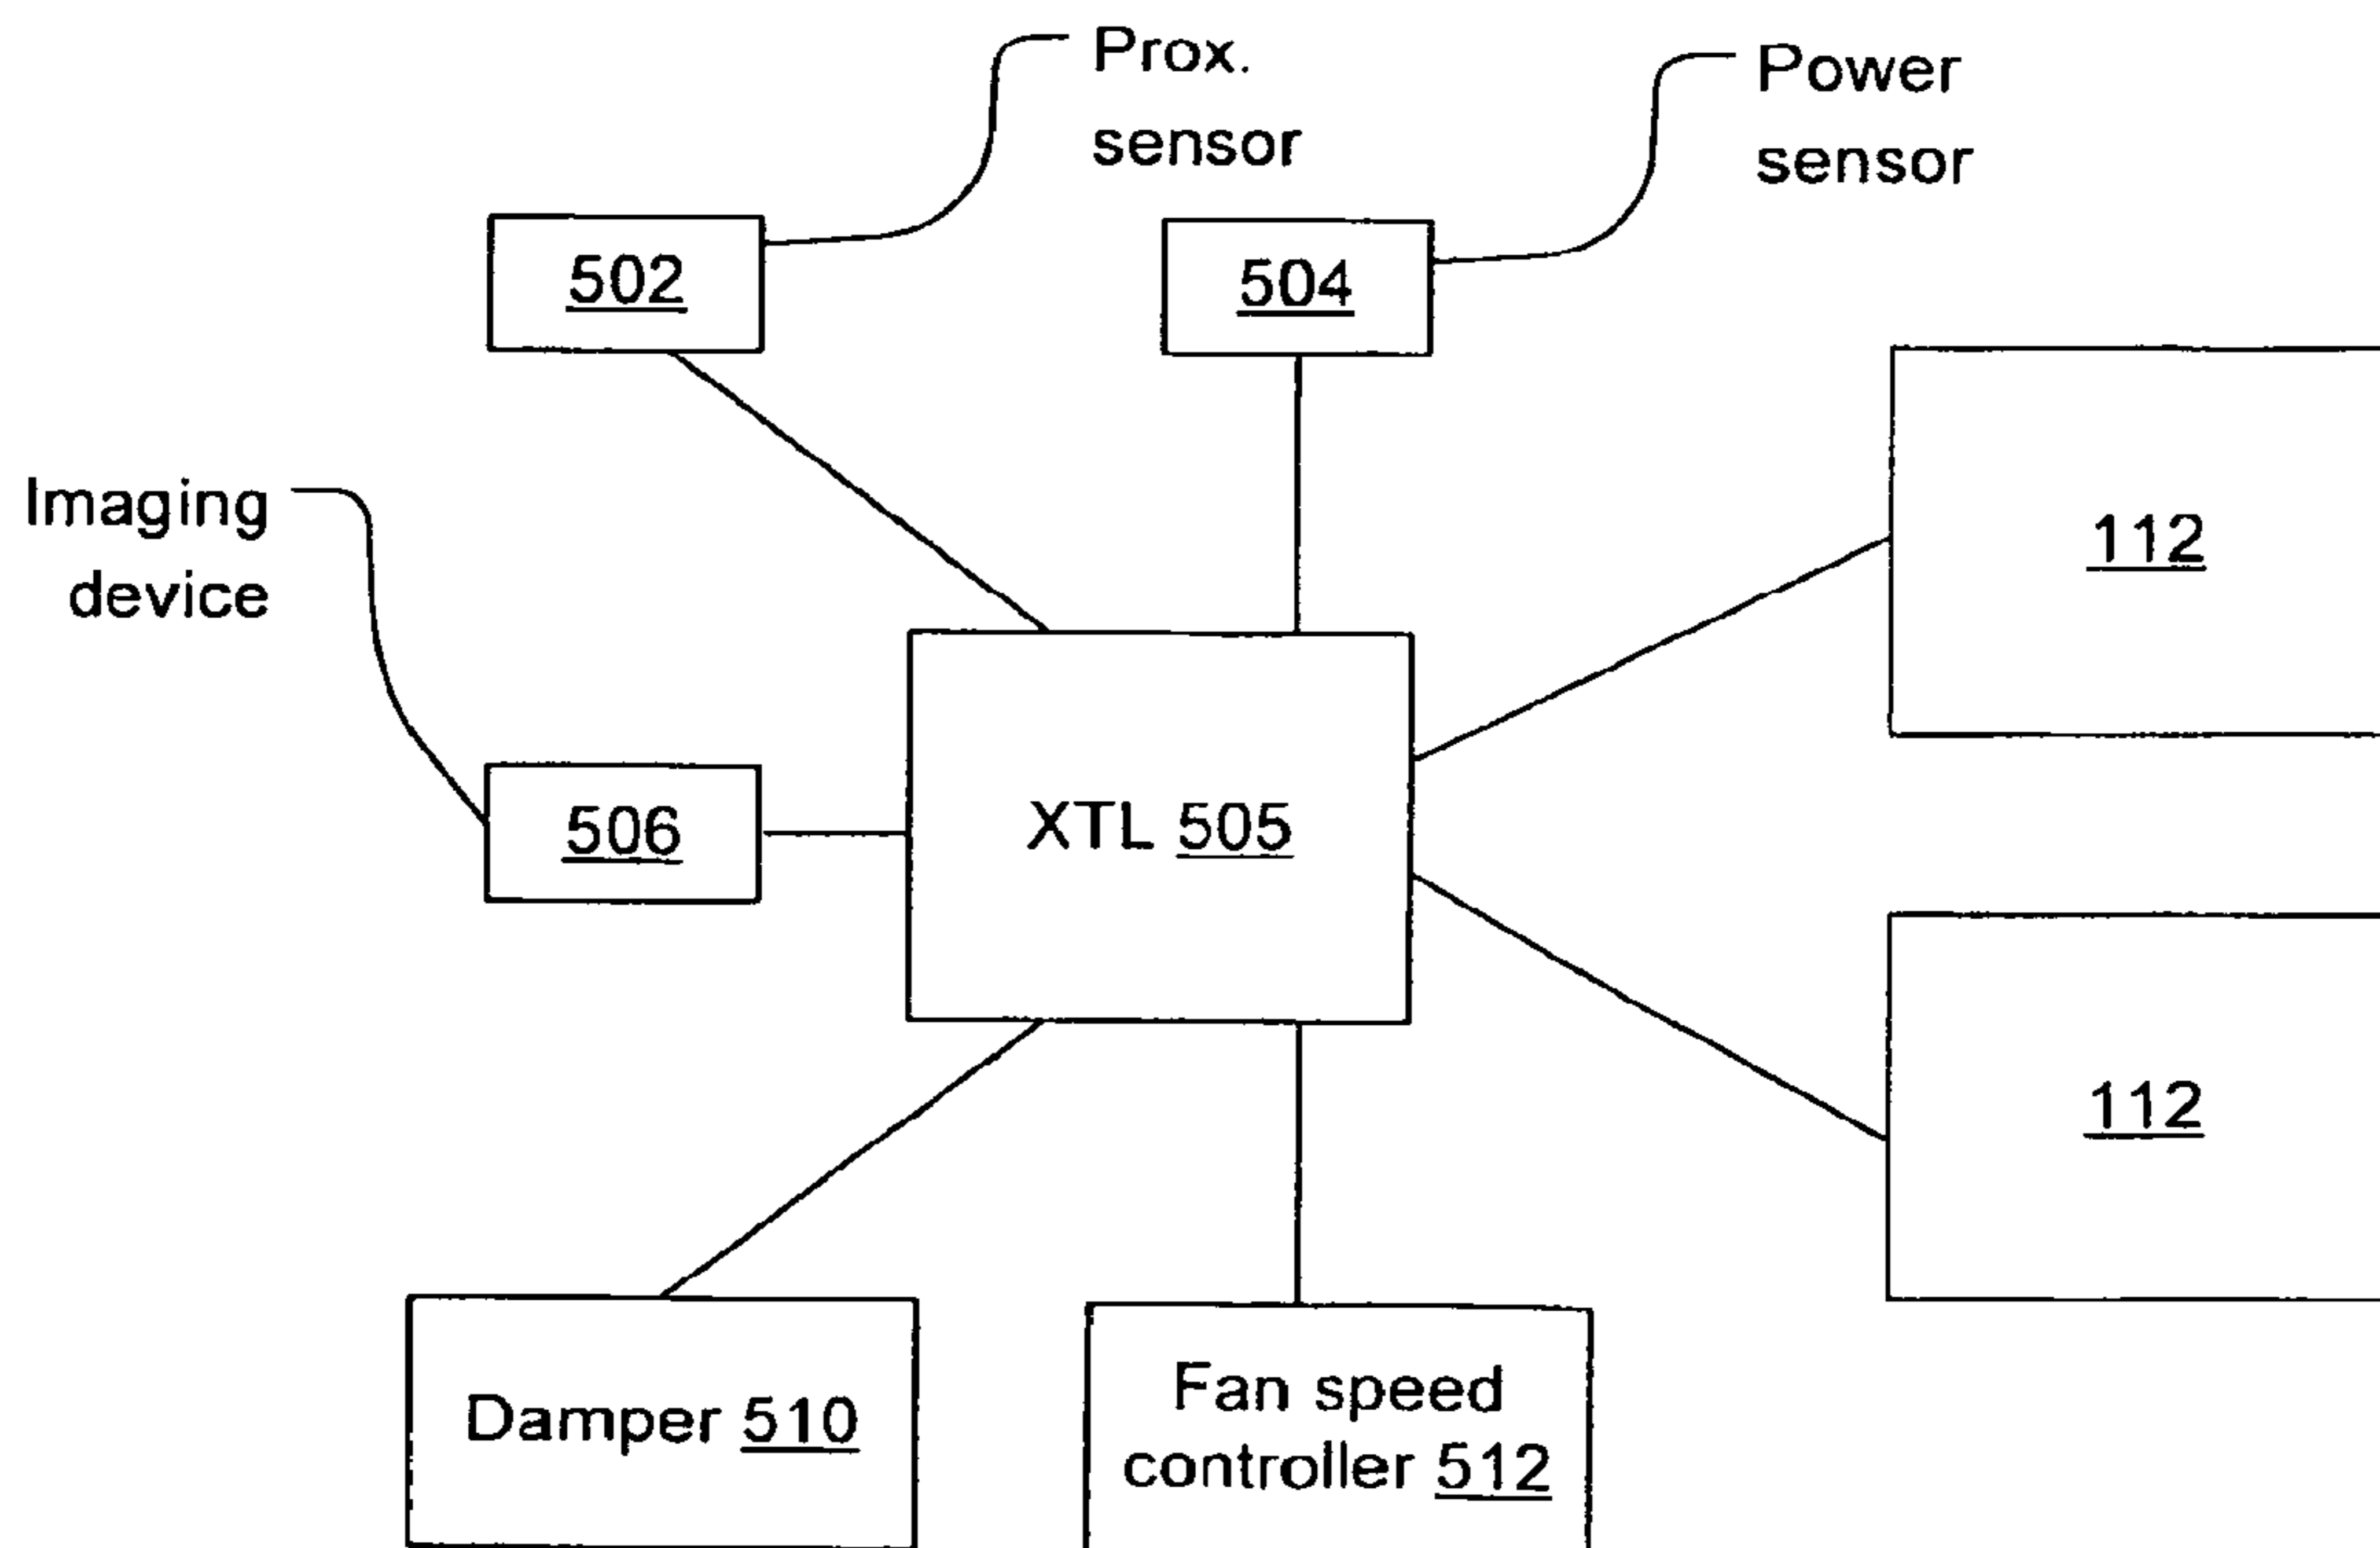 Prox.
sensor
Power
sensor
502
504
Imaging
device
112
506
XTL 505
112
Damper 510
Fan speed
controller 512